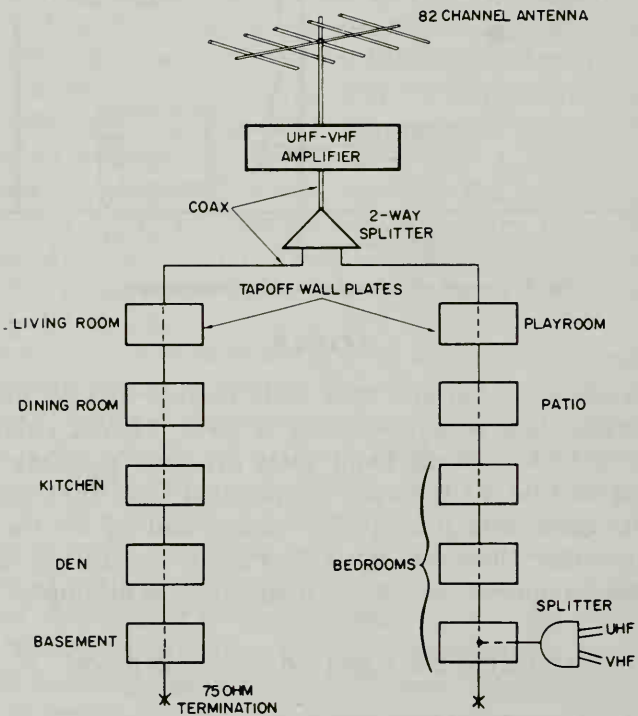 82 CHANNEL ANTENNA
UHF-VHF
AMPLIFIER
COAX
2-WAY
SPLITTER
TAPOFF WALL PLATES
LIVING ROOM
PLAYROOM
DINING ROOM
PATIO
KITCHEN
DEN
BEDROOMS
SPLITTER
UHF
VHF
BASEMENT
75 OHM
TERMINATION